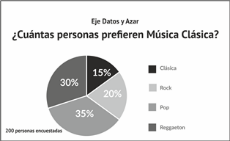 Eje Datos y Azar
¿Cuántas personas prefieren Música Clásica?
15%
20%
35%
30%
Clásica
Rock
Pop
Reggaeton
200 personas encuestadas